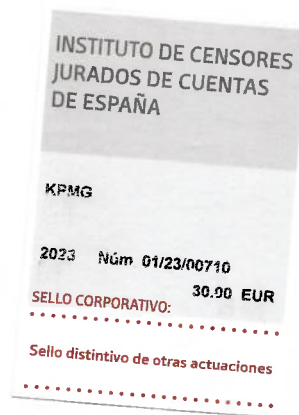 INSTITUTO DE CENSORES
JURADOS DE CUENTAS
DE ESPAÑA
KPMG
2023 Núm 01/23/00710
30.00 EUR
SELLO CORPORATIVO:
Sello distintivo de otras actuaciones